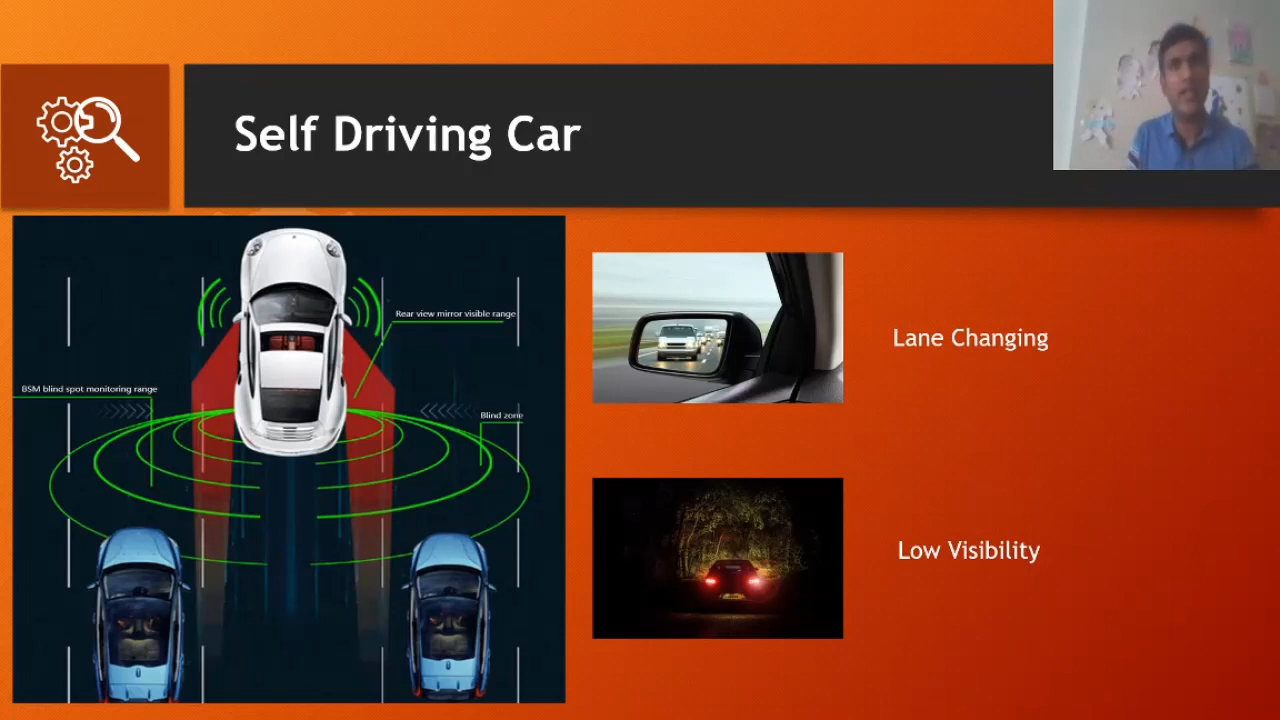 Self Driving Car
Rear view mirror visible range
BSM blind spot monitoring range
Blind zone
Lane Changing
Low Visibility